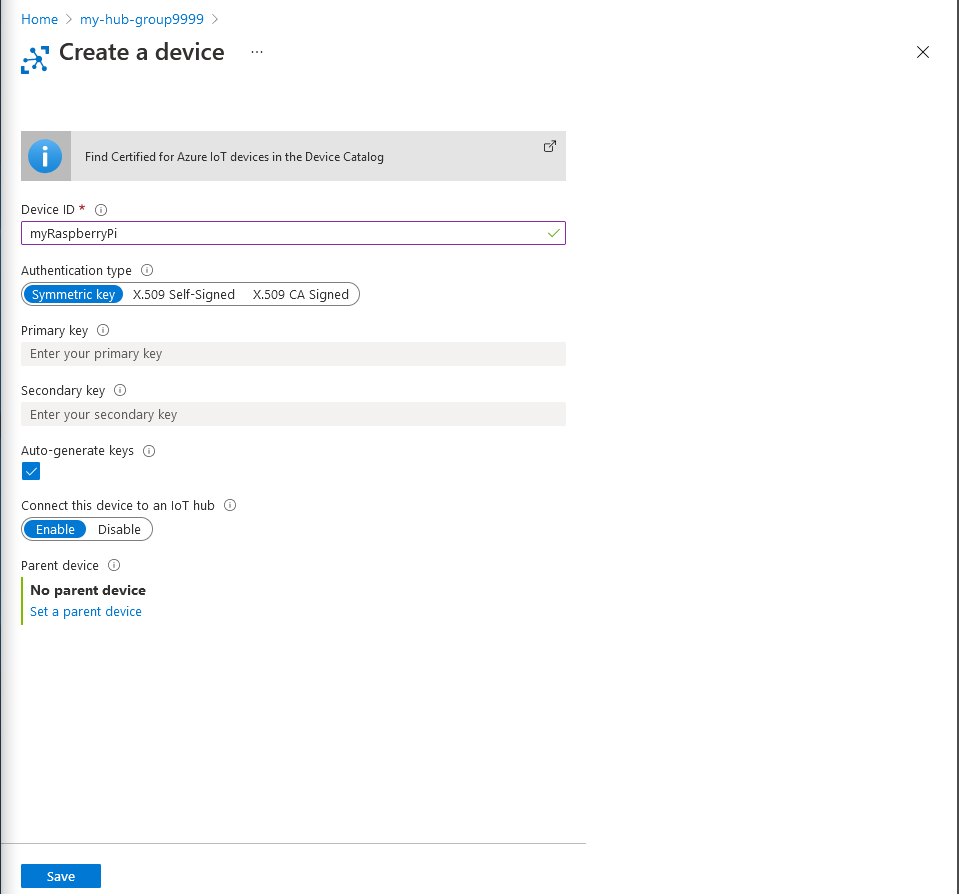 Home > my-hub-group9999 >
Create a device ...
Find Certified for Azure IoT devices in the Device Catalog
Device ID *
myRaspberryPi
Authentication type
Symmetric key X.509 Self-Signed X.509 CA Signed
Primary key
Enter your primary key
Secondary key
Enter your secondary key
Auto-generate keys
Connect this device to an IoT hub
Enable Disable
Parent device
No parent device
Set a parent device
Save